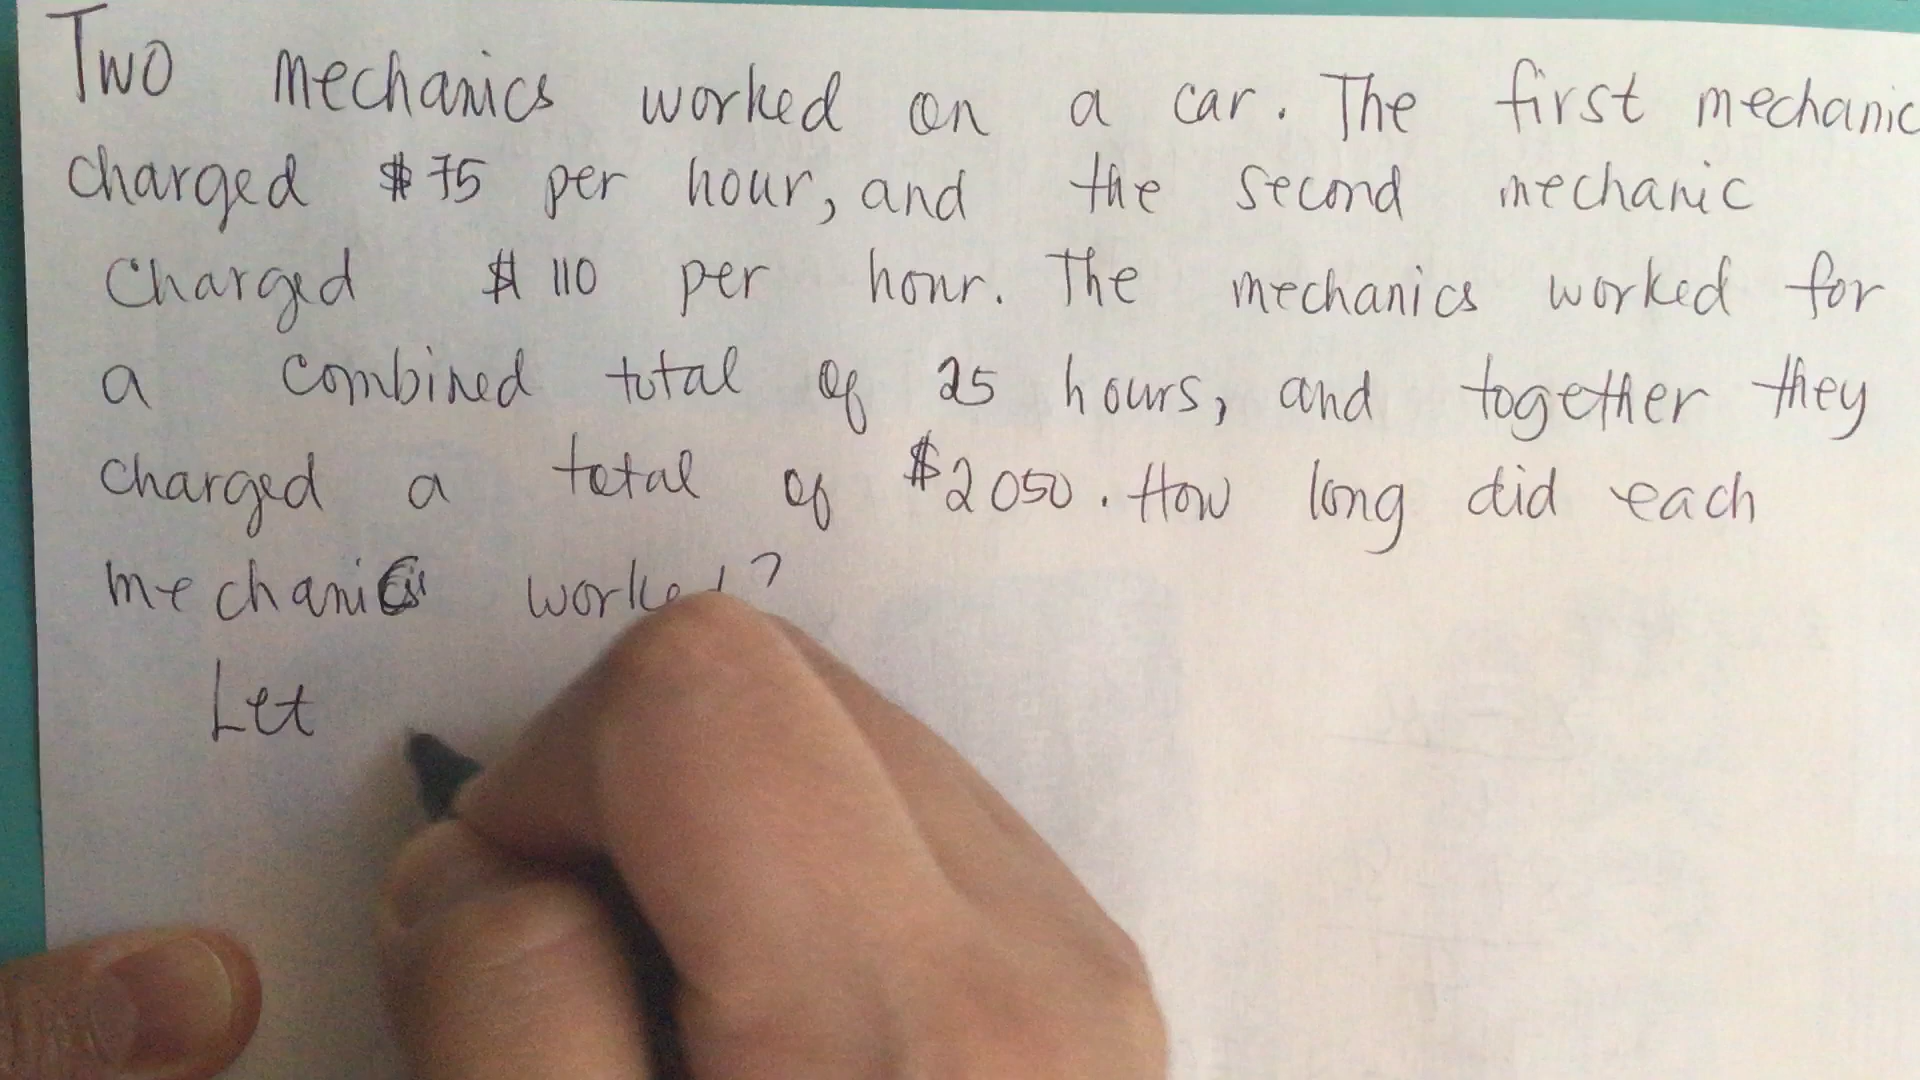 Two mechanics worked on a car. The first mechanic
charged $75 per hour, and the second mechanic
charged $110 per hour. The mechanics worked for
a combined total of 25 hours, and together they
charged a total of $2050. How long did each
mechanic worked?
Let